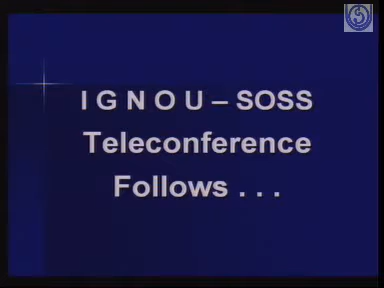 I G N O U – SOSS
Teleconference
Follows . . .